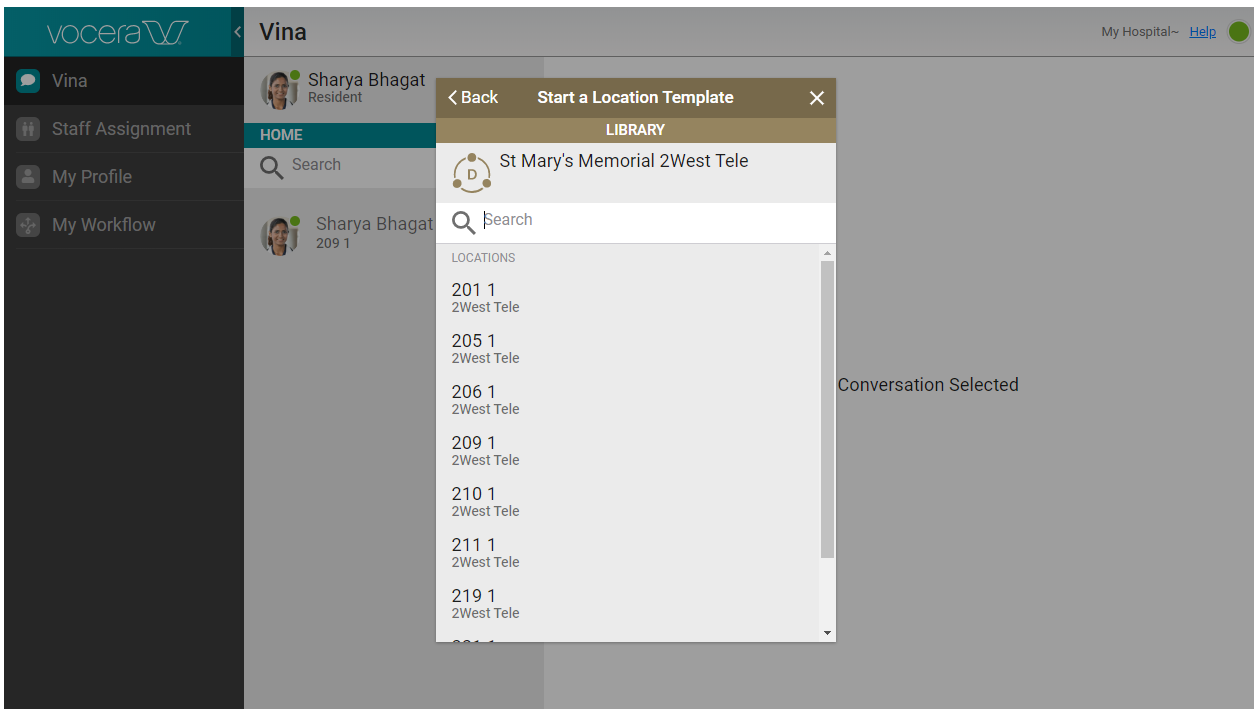 vocera
Vina
My Hospital~ Help
Vina
Staff Assignment
My Profile
My Workflow
Sharya Bhagat
Resident
HOME
Search
Sharya Bhagat
209 1
Back
Start a Location Template
LIBRARY
D
St Mary's Memorial 2West Tele
Search
LOCATIONS
201 1
2West Tele
205 1
2West Tele
206 1
2West Tele
209 1
2West Tele
210 1
2West Tele
211 1
2West Tele
219 1
2West Tele
Conversation Selected